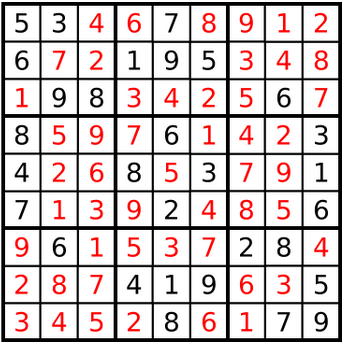 5 3 4 6 7 8 9 1 2
6 7 2 1 9 5 3 4 8
1 9 8 3 4 2 5 6 7
8 5 9 7 6 1 4 2 3
4 2 6 8 5 3 7 9 1
7 1 3 9 2 4 8 5 6
9 6 1 5 3 7 2 8 4
2 8 7 4 1 9 6 3 5
3 4 5 2 8 6 1 7 9